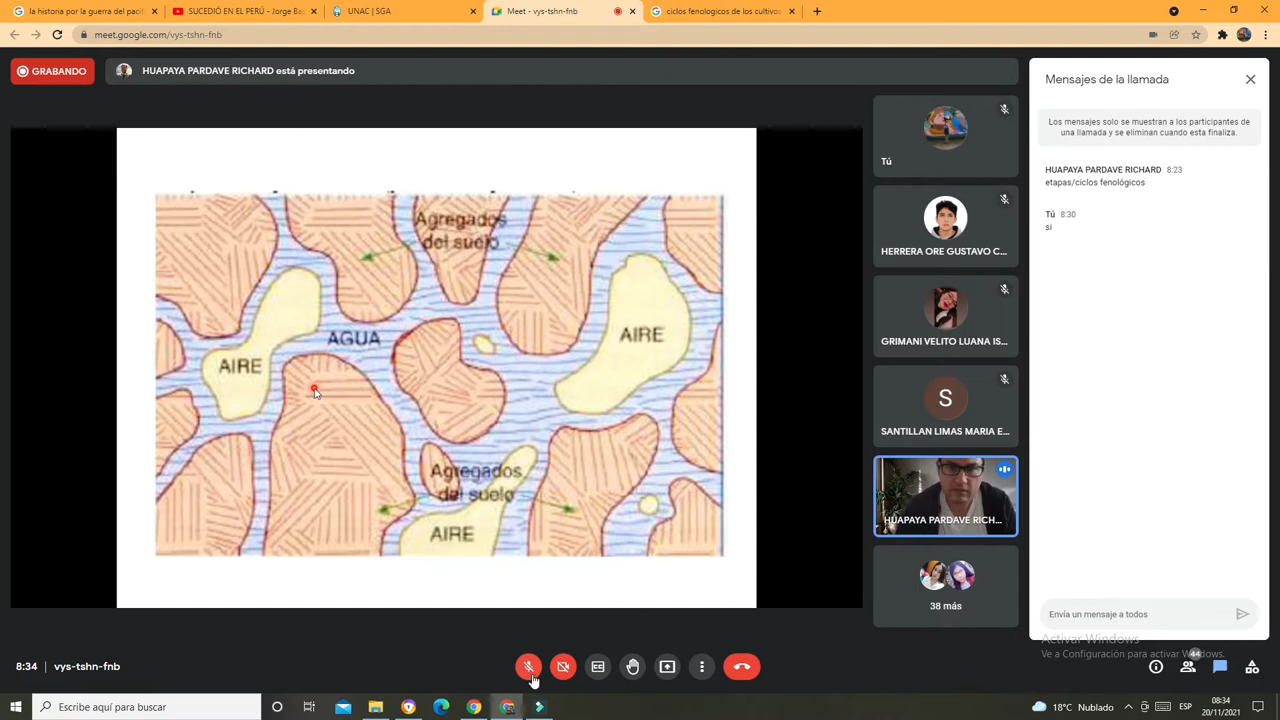 la historia por la guerra del pacif
SUCEDIÓ EN EL PERÚ - Jorge Bas
UNAC | SGA
Meet - vys-tshn-fnb
ciclos fenologicos de los cultivos
meet.google.com/vys-tshn-fnb
GRABANDO
HUAPAYA PARDAVE RICHARD está presentando
Agregados
del suelo
AGUA
AIRE
AIRE
Agregados
del suelo
AIRE
Tú
HERRERA ORE GUSTAVO C...
GRIMANI VELITO LUANA IS...
S
SANTILLAN LIMAS MARIA E...
HUAPAYA PARDAVE RICH...
38 más
Mensajes de la llamada
Los mensajes solo se muestran a los participantes de
una llamada y se eliminan cuando esta finaliza.
HUAPAYA PARDAVE RICHARD 8:23
etapas/ciclos fenológicos
Tú 8:30
si
Envía un mensaje a todos
Activar Windows
Ve a Configuración para activar Windows.
8:34 | vys-tshn-fnb
44
Escribe aquí para buscar
18°C Nublado
ESP
08:34
20/11/2021